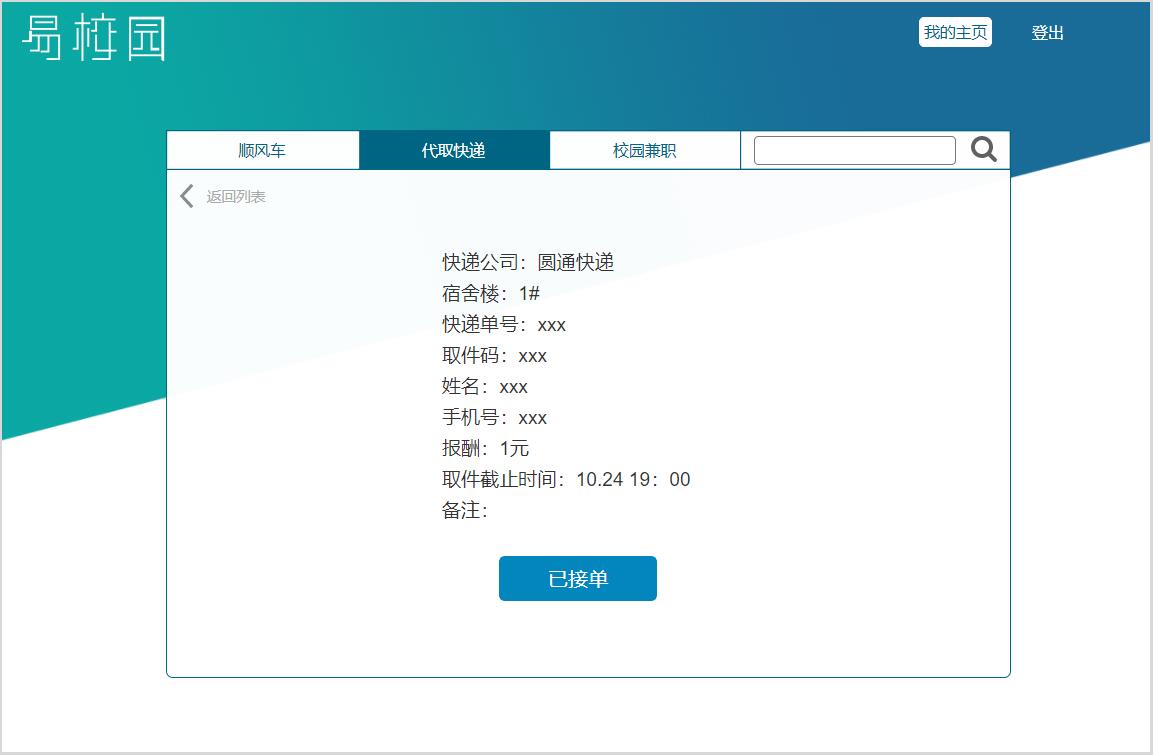 易校园
我的主页
登出
顺风车
代取快递
校园兼职
返回列表
快递公司：圆通快递
宿舍楼：1#
快递单号：xxx
取件码：xxx
姓名：xxx
手机号：xxx
报酬：1元
取件截止时间：10.24 19：00
备注：
已接单